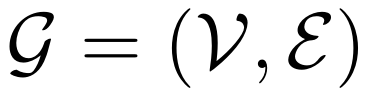 𝒢 = (𝒱, ℰ)